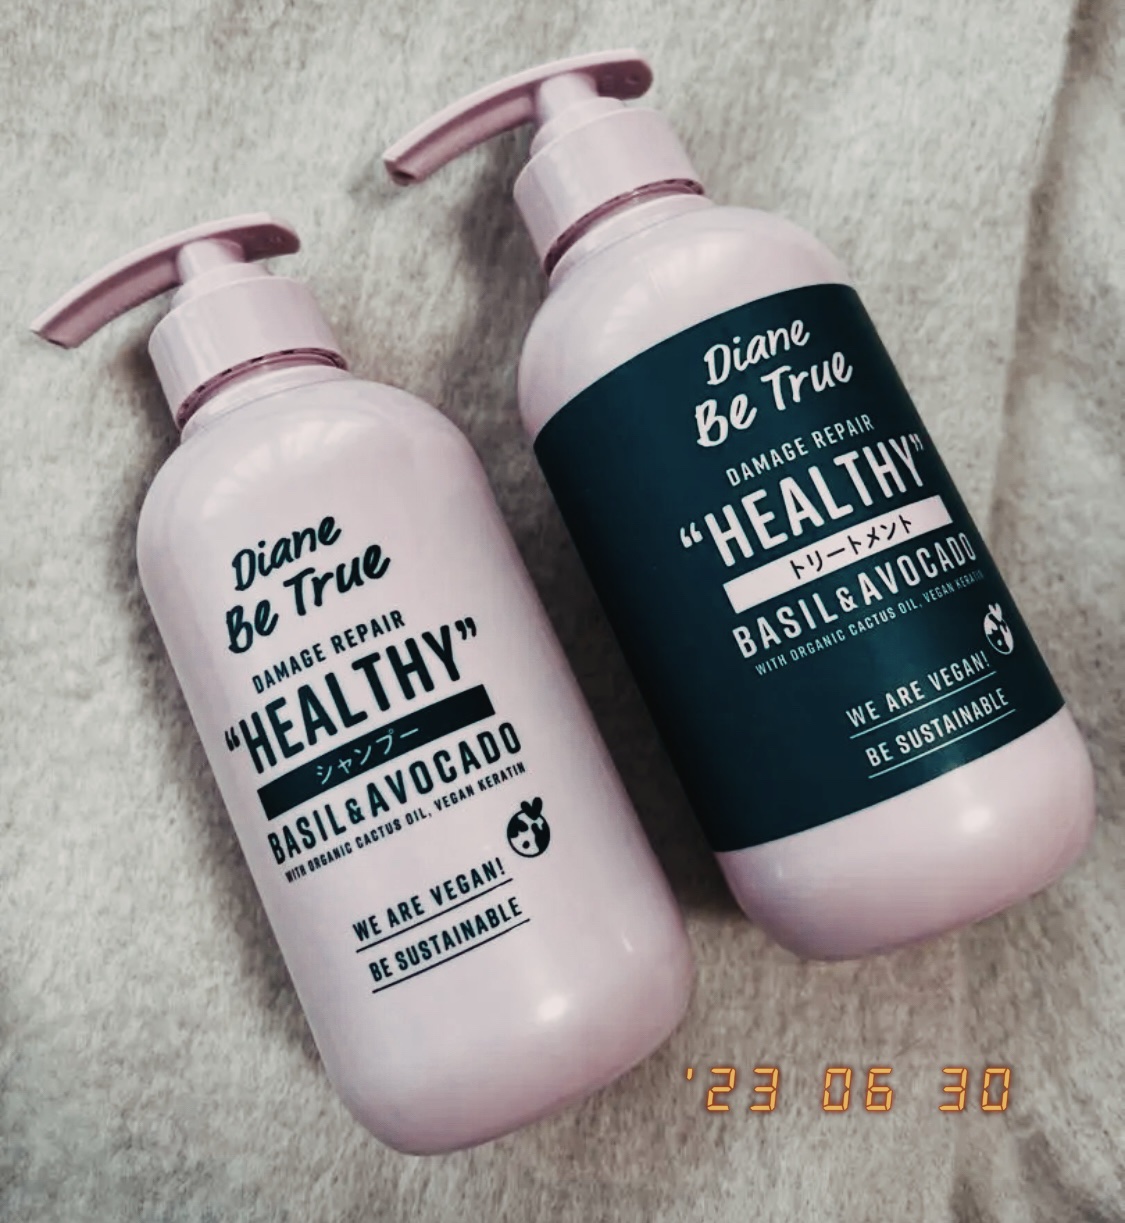 Diane
Be True
DAMAGE REPAIR
“HEALTHY”
シャンプー
BASIL & AVOCADO
WITH ORGANIC CACTUS OIL, VEGAN KERATIN
WE ARE VEGAN!
BE SUSTAINABLE
Diane
Be True
DAMAGE REPAIR
“HEALTHY”
トリートメント
BASIL & AVOCADO
WITH ORGANIC CACTUS OIL, VEGAN KERATIN
WE ARE VEGAN!
BE SUSTAINABLE
'23 06 30